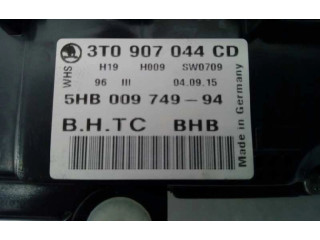 3T0 907 044 CD
H19 H009 SW0709
96 III 04.09.15
5HB 009 749-94
B.H.TC BHB
WHS
Made in Germany